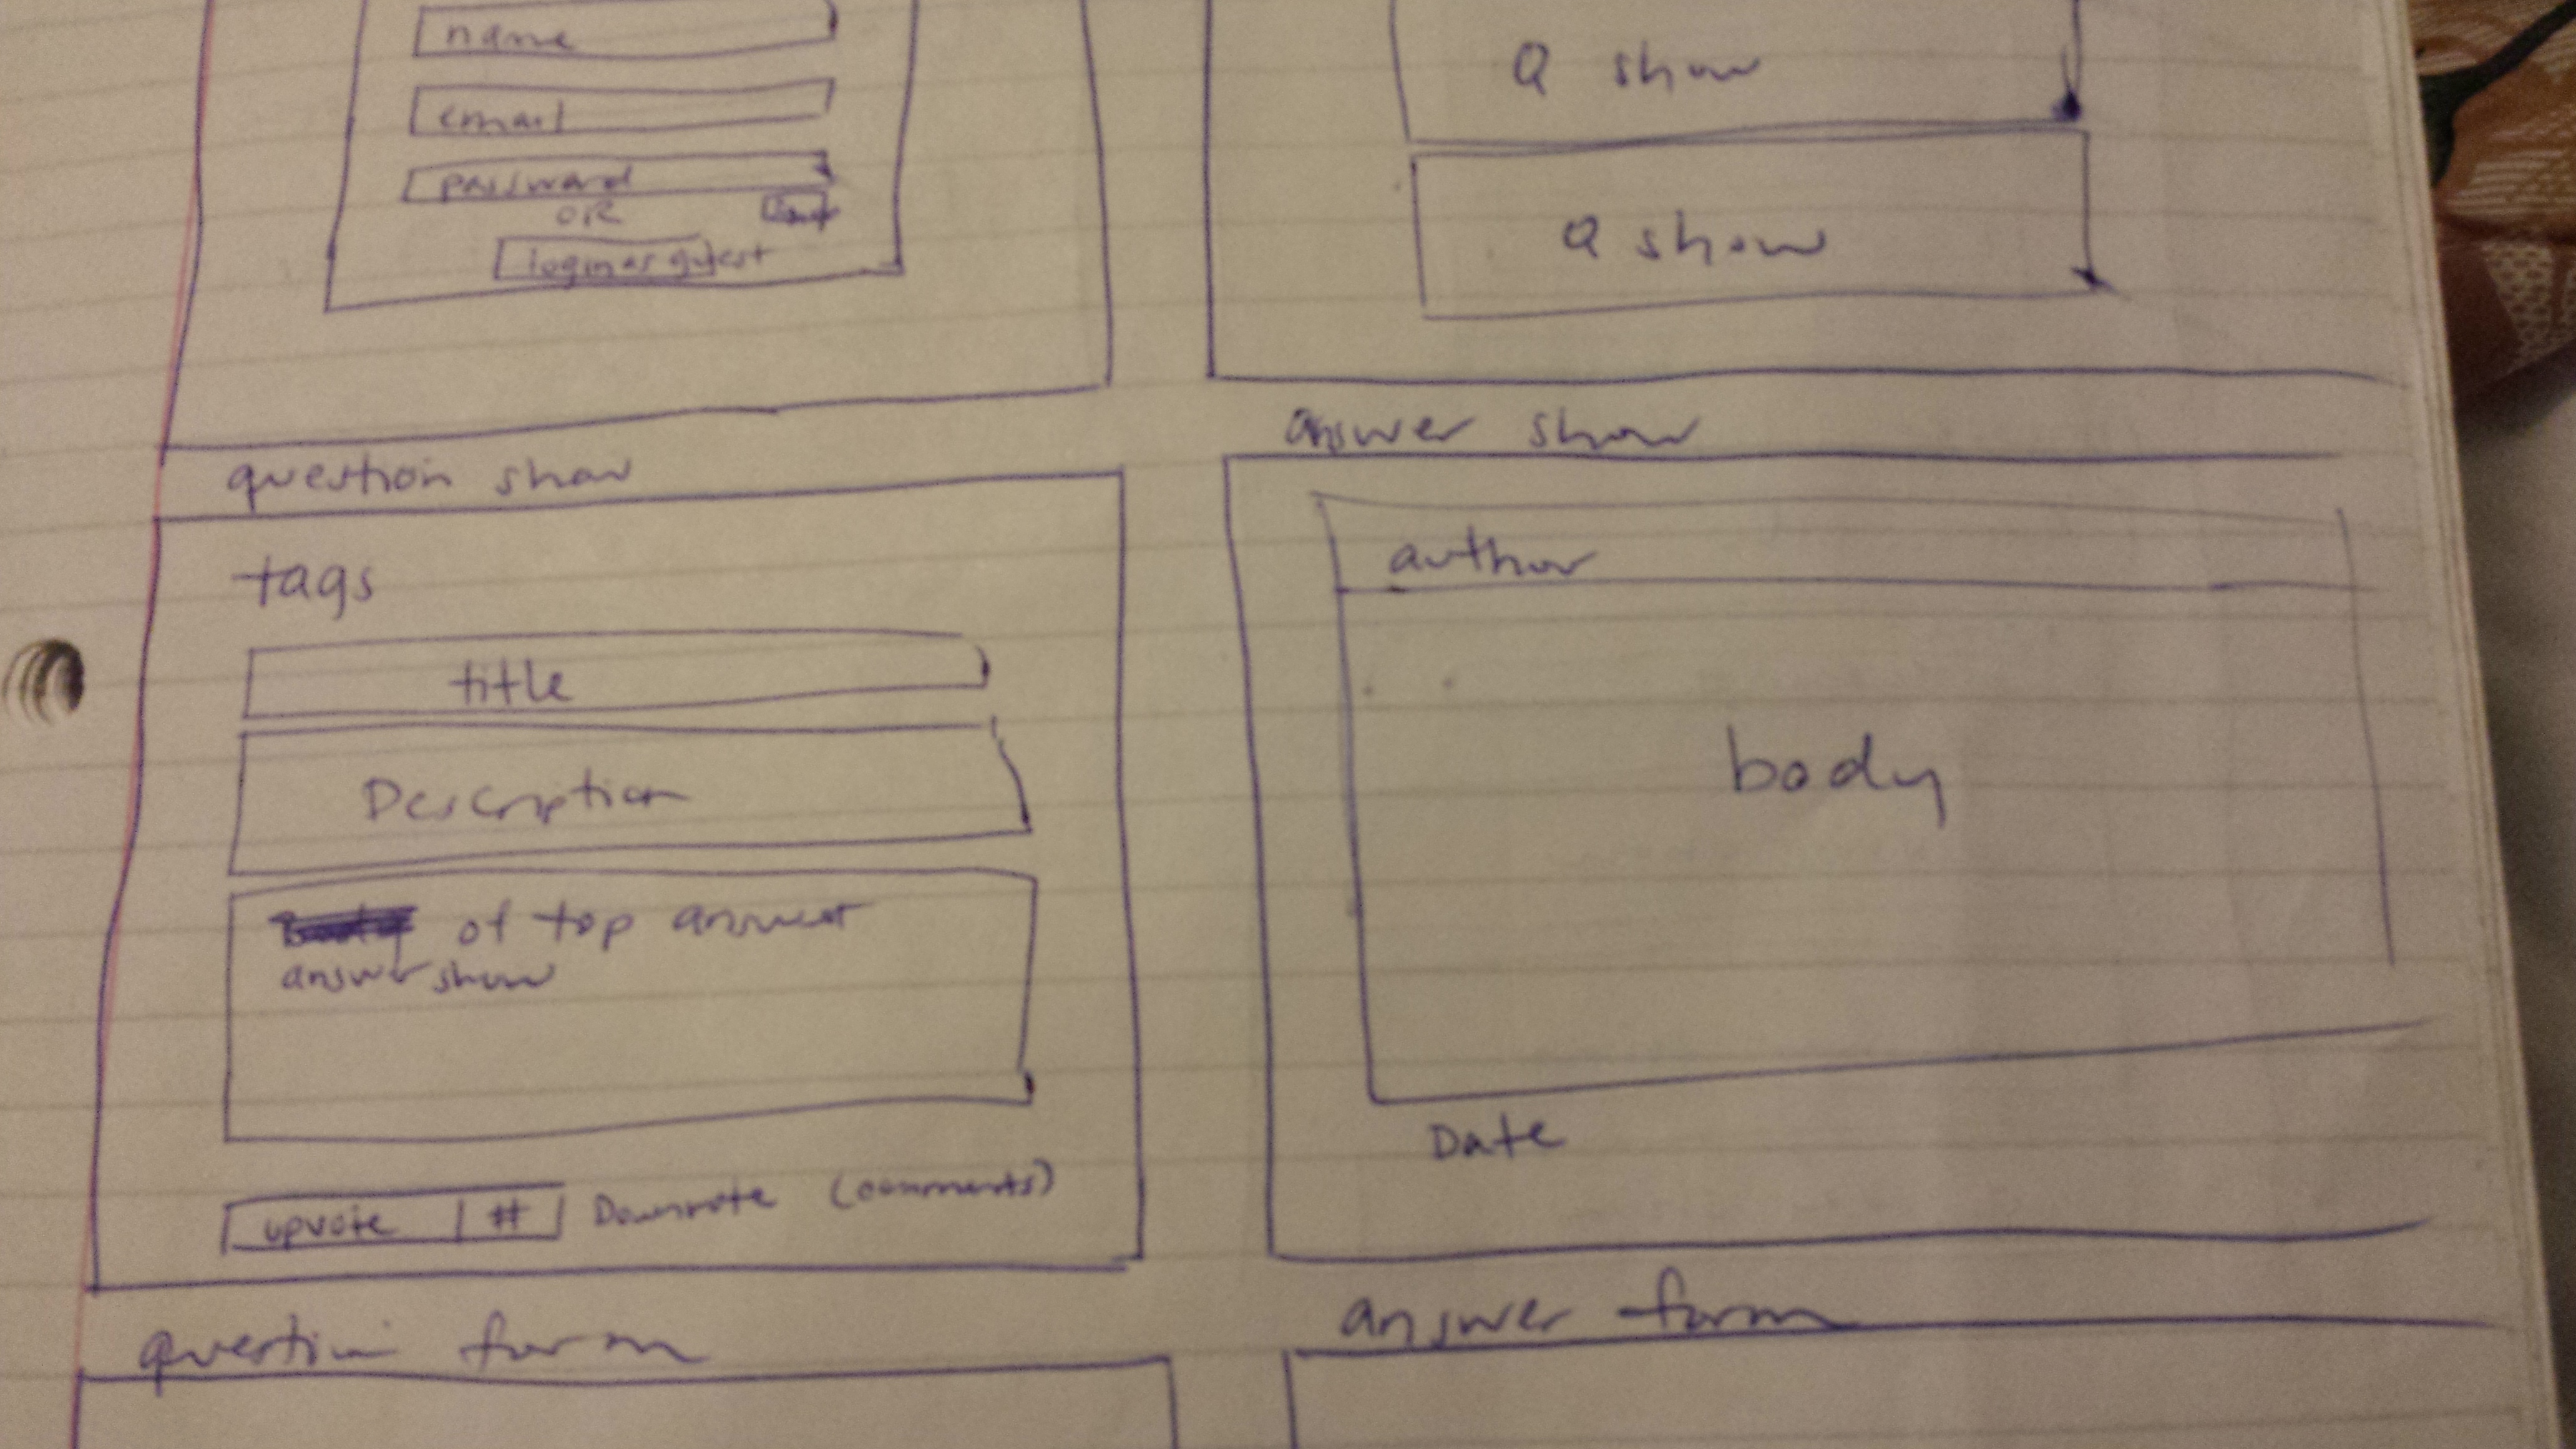 name
email
password
OR
login as guest
Q show
Q show
question show
tags
title
Description
of top answer
answer show
upvote # Downvote (comments)
answer show
author
body
Date
question form
answer form